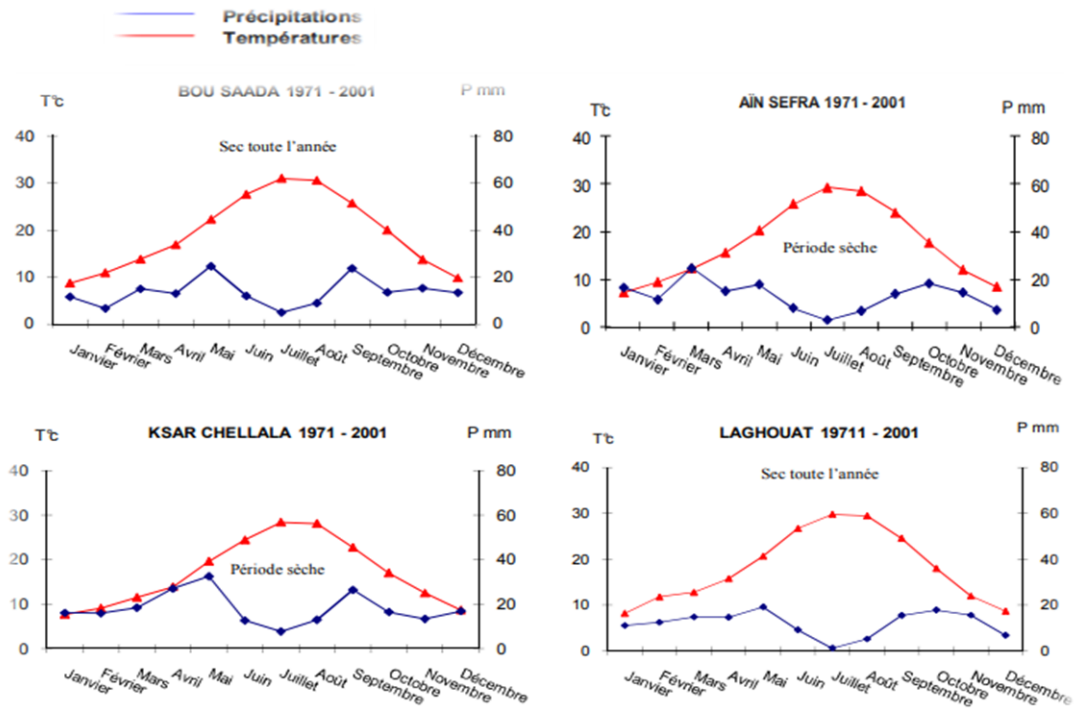 Précipitations
Températures
BOU SAADA 1971 - 2001
T°c
P mm
Sec toute l'année
40
30
20
10
0
80
60
40
20
0
Janvier
Février
Mars
Avril
Mai
Juin
Juillet
Août
Septembre
Octobre
Novembre
Décembre
AÏN SEFRA 1971 - 2001
T°c
P mm
Période sèche
40
30
20
10
0
80
60
40
20
0
Janvier
Février
Mars
Avril
Mai
Juin
Juillet
Août
Septembre
Octobre
Novembre
Décembre
KSAR CHELLALA 1971 - 2001
T°c
P mm
Période sèche
40
30
20
10
0
80
60
40
20
0
Janvier
Février
Mars
Avril
Mai
Juin
Juillet
Août
Septembre
Octobre
Novembre
Décembre
LAGHOUAT 19711 - 2001
T°c
P mm
Sec toute l'année
40
30
20
10
0
80
60
40
20
0
Janvier
Février
Mars
Avril
Mai
Juin
Juillet
Août
Septembre
Octobre
Novembre
Décembre